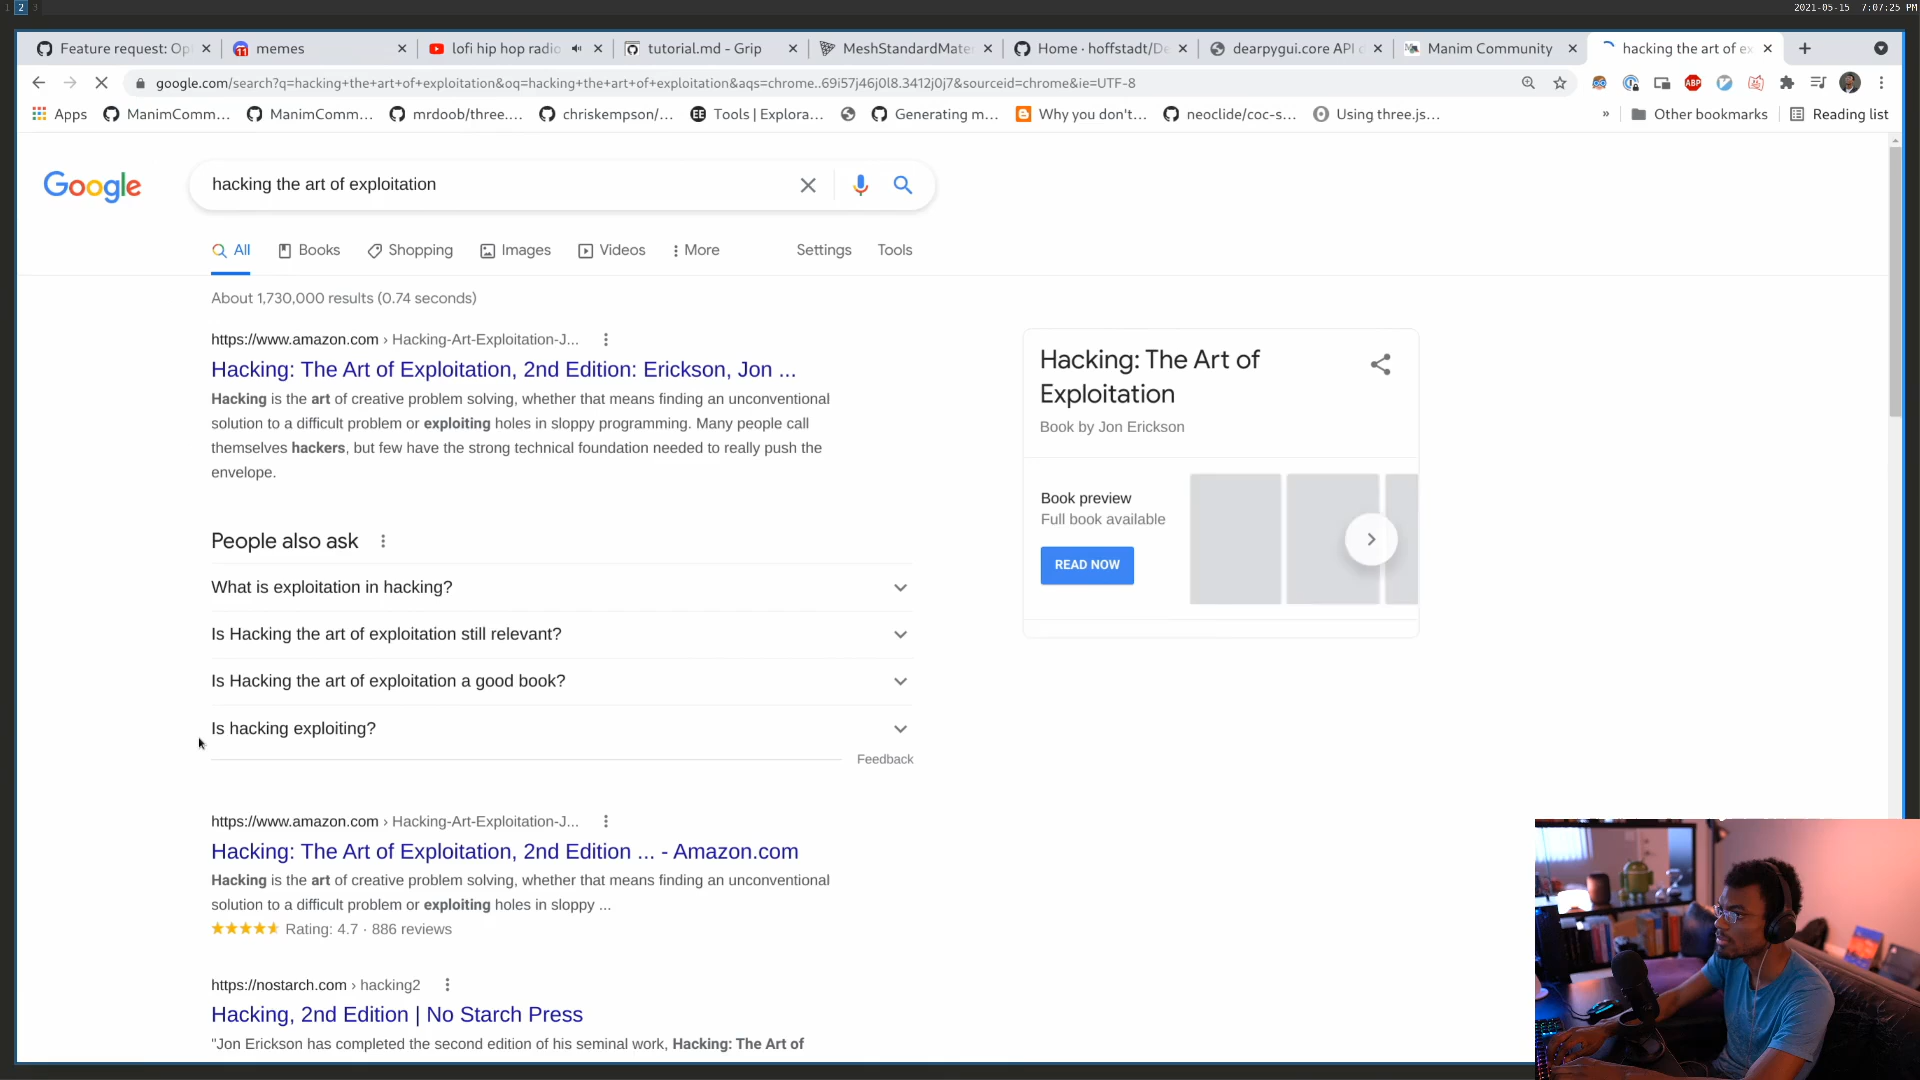 1 2 3
2021-05-15 7:07:25 PM
Feature request: Op
memes
lofi hip hop radio
tutorial.md - Grip
MeshStandardMate
Home · hoffstadt/De
dearpygui.core API d
Manim Community
hacking the art of ex
google.com/search?q=hacking+the+art+of+exploitation&oq=hacking+the+art+of+exploitation&aqs=chrome..69i57j46j0l8.3412j0j7&sourceid=chrome&ie=UTF-8
ABP
Apps
ManimComm...
ManimComm...
mrdoob/three....
chriskempson/...
EE Tools | Explora...
Generating m...
Why you don't...
neoclide/coc-s...
Using three.js...
»
Other bookmarks
Reading list
Google
hacking the art of exploitation
All
Books
Shopping
Images
Videos
More
Settings
Tools
About 1,730,000 results (0.74 seconds)
https://www.amazon.com › Hacking-Art-Exploitation-J...
Hacking: The Art of Exploitation, 2nd Edition: Erickson, Jon ...
Hacking is the art of creative problem solving, whether that means finding an unconventional
solution to a difficult problem or exploiting holes in sloppy programming. Many people call
themselves hackers, but few have the strong technical foundation needed to really push the
envelope.
People also ask
What is exploitation in hacking?
Is Hacking the art of exploitation still relevant?
Is Hacking the art of exploitation a good book?
Is hacking exploiting?
Feedback
https://www.amazon.com › Hacking-Art-Exploitation-J...
Hacking: The Art of Exploitation, 2nd Edition ... - Amazon.com
Hacking is the art of creative problem solving, whether that means finding an unconventional
solution to a difficult problem or exploiting holes in sloppy ...
Rating: 4.7 · 886 reviews
https://nostarch.com › hacking2
Hacking, 2nd Edition | No Starch Press
"Jon Erickson has completed the second edition of his seminal work, Hacking: The Art of
Hacking: The Art of
Exploitation
Book by Jon Erickson
Book preview
Full book available
READ NOW